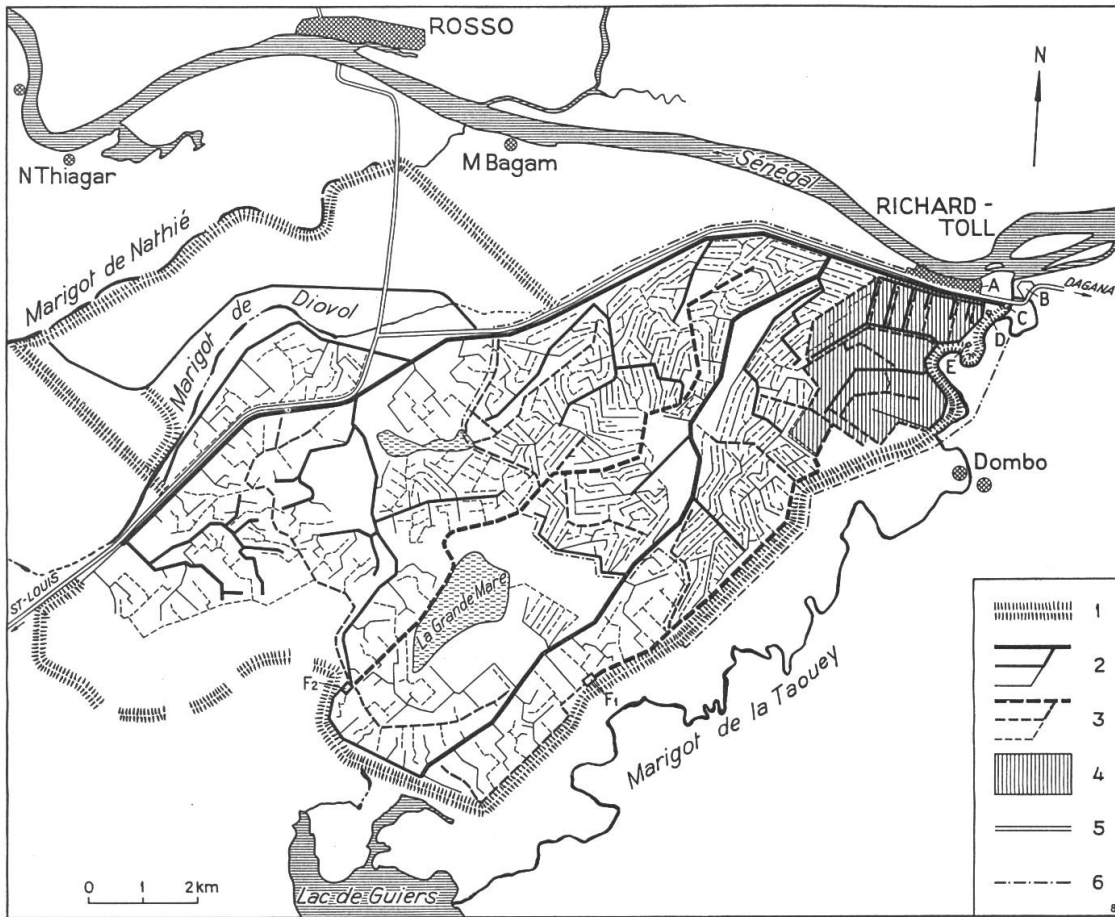 ROSSO
N
N Thiagar
M Bagam
Sénégal
RICHARD-
TOLL
Marigot de Nathié
Marigot de Diovol
A
B
DAGANA
C
D
E
Dombo
ST-LOUIS
La Grande Mare
F2
F1
Marigot de la Taouey
Lac de Guiers
0 1 2 km
1
2
3
4
5
6
8